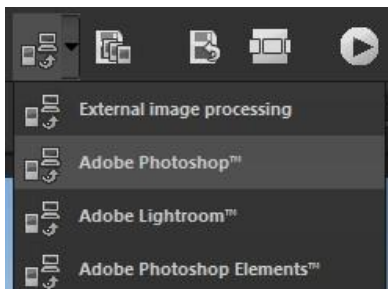 External image processing
Adobe Photoshop™
Adobe Lightroom™
Adobe Photoshop Elements™